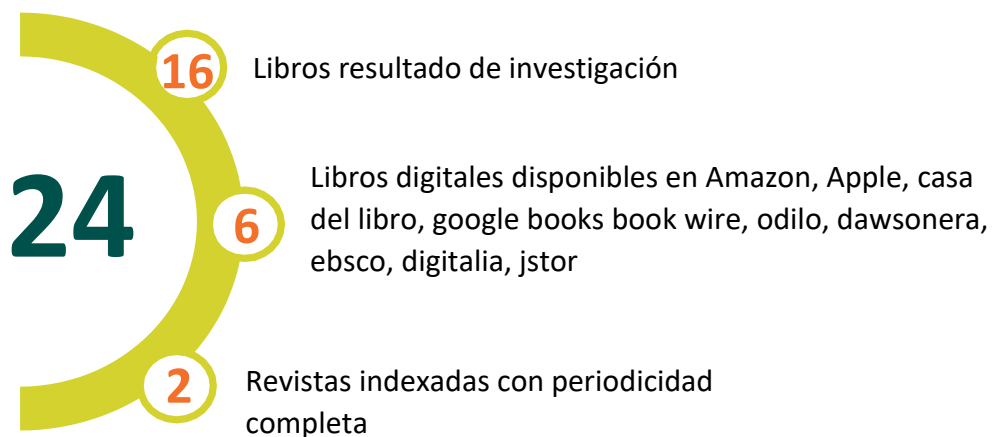 16
Libros resultado de investigación
24
6
Libros digitales disponibles en Amazon, Apple, casa
del libro, google books book wire, odilo, dawsonera,
ebsco, digitalia, jstor
2
Revistas indexadas con periodicidad
completa